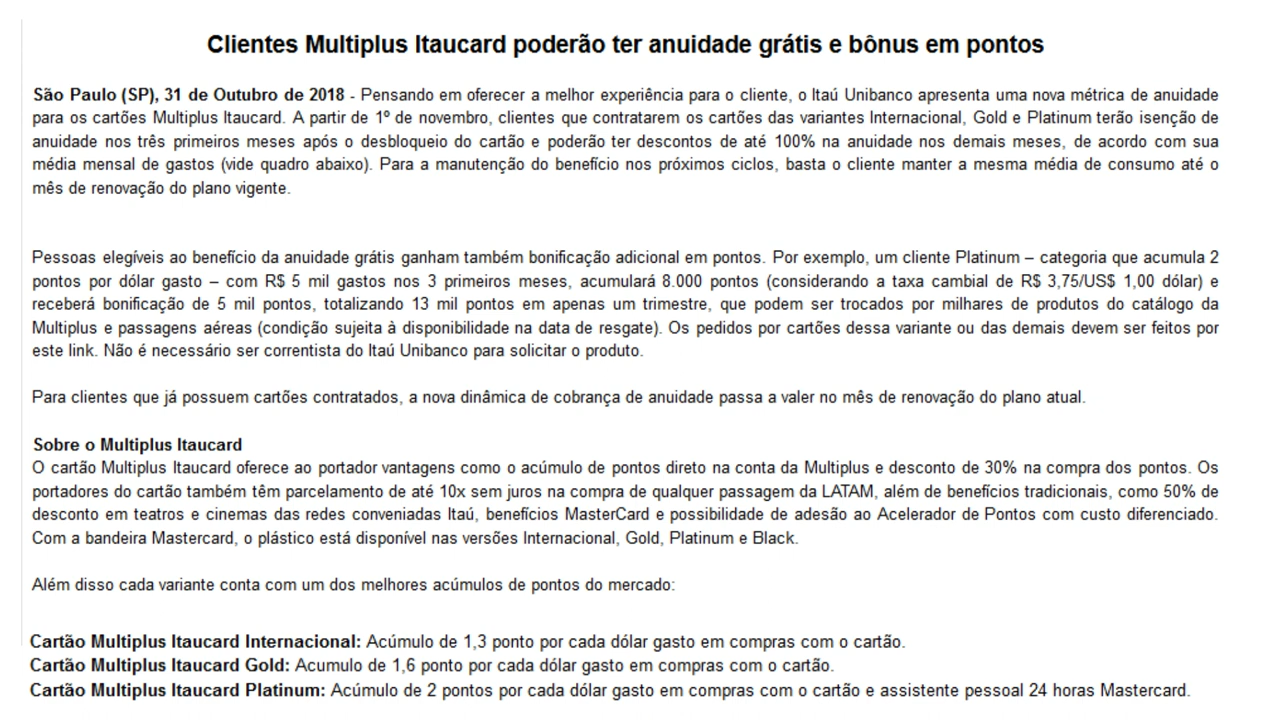 Clientes Multiplus Itaucard poderão ter anuidade grátis e bônus em pontos
São Paulo (SP), 31 de Outubro de 2018 - Pensando em oferecer a melhor experiência para o cliente, o Itaú Unibanco apresenta uma nova métrica de anuidade
para os cartões Multiplus Itaucard. A partir de 1º de novembro, clientes que contratarem os cartões das variantes Internacional, Gold e Platinum terão isenção de
anuidade nos três primeiros meses após o desbloqueio do cartão e poderão ter descontos de até 100% na anuidade nos demais meses, de acordo com sua
média mensal de gastos (vide quadro abaixo). Para a manutenção do benefício nos próximos ciclos, basta o cliente manter a mesma média de consumo até o
mês de renovação do plano vigente.
Pessoas elegíveis ao benefício da anuidade grátis ganham também bonificação adicional em pontos. Por exemplo, um cliente Platinum – categoria que acumula 2
pontos por dólar gasto – com R$ 5 mil gastos nos 3 primeiros meses, acumulará 8.000 pontos (considerando a taxa cambial de R$ 3,75/US$ 1,00 dólar) e
receberá bonificação de 5 mil pontos, totalizando 13 mil pontos em apenas um trimestre, que podem ser trocados por milhares de produtos do catálogo da
Multiplus e passagens aéreas (condição sujeita à disponibilidade na data de resgate). Os pedidos por cartões dessa variante ou das demais devem ser feitos por
este link. Não é necessário ser correntista do Itaú Unibanco para solicitar o produto.
Para clientes que já possuem cartões contratados, a nova dinâmica de cobrança de anuidade passa a valer no mês de renovação do plano atual.
Sobre o Multiplus Itaucard
O cartão Multiplus Itaucard oferece ao portador vantagens como o acúmulo de pontos direto na conta da Multiplus e desconto de 30% na compra dos pontos. Os
portadores do cartão também têm parcelamento de até 10x sem juros na compra de qualquer passagem da LATAM, além de benefícios tradicionais, como 50% de
desconto em teatros e cinemas das redes conveniadas Itaú, benefícios MasterCard e possibilidade de adesão ao Acelerador de Pontos com custo diferenciado.
Com a bandeira Mastercard, o plástico está disponível nas versões Internacional, Gold, Platinum e Black.
Além disso cada variante conta com um dos melhores acúmulos de pontos do mercado:
Cartão Multiplus Itaucard Internacional: Acúmulo de 1,3 ponto por cada dólar gasto em compras com o cartão.
Cartão Multiplus Itaucard Gold: Acumulo de 1,6 ponto por cada dólar gasto em compras com o cartão.
Cartão Multiplus Itaucard Platinum: Acúmulo de 2 pontos por cada dólar gasto em compras com o cartão e assistente pessoal 24 horas Mastercard.